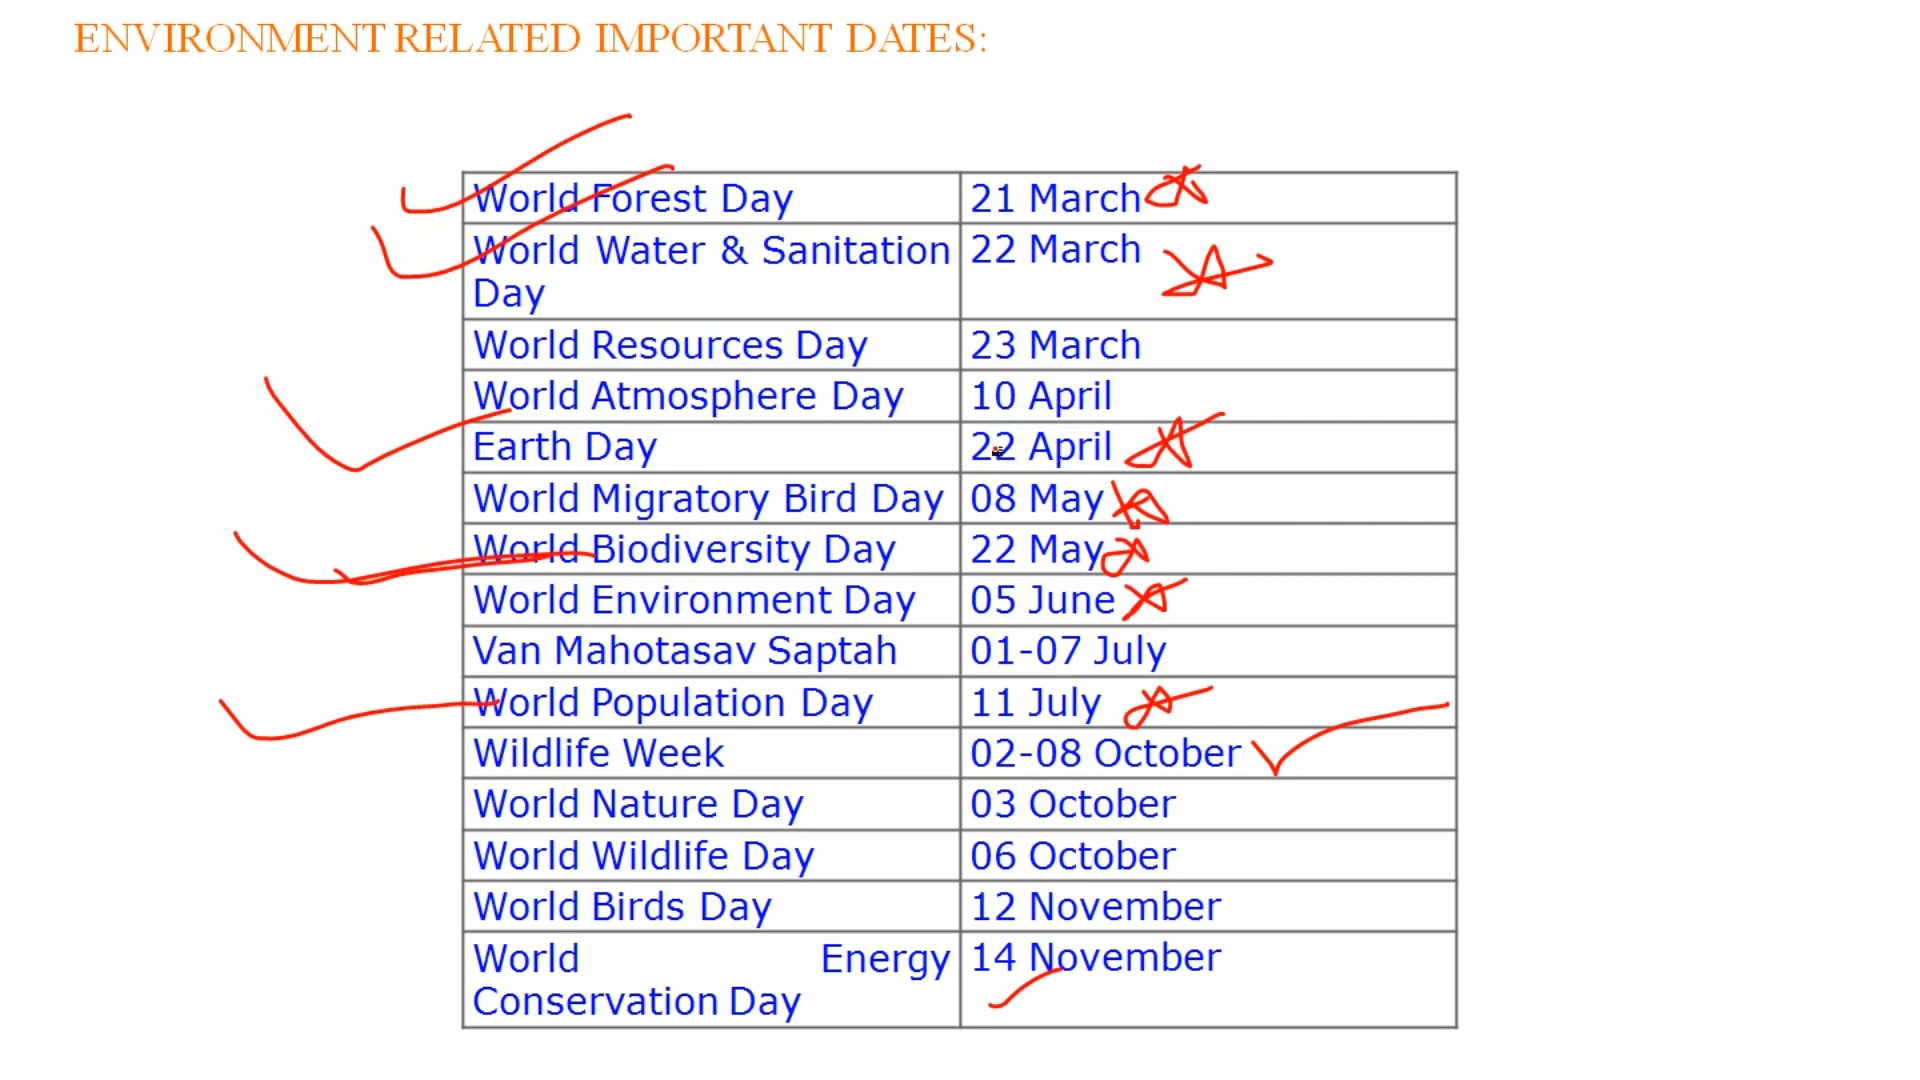 ENVIRONMENT RELATED IMPORTANT DATES:
World Forest Day 21 March
World Water & Sanitation 22 March
Day
World Resources Day 23 March
World Atmosphere Day 10 April
Earth Day 22 April
World Migratory Bird Day 08 May
World Biodiversity Day 22 May
World Environment Day 05 June
Van Mahotasav Saptah 01-07 July
World Population Day 11 July
Wildlife Week 02-08 October
World Nature Day 03 October
World Wildlife Day 06 October
World Birds Day 12 November
World Energy 14 November
Conservation Day